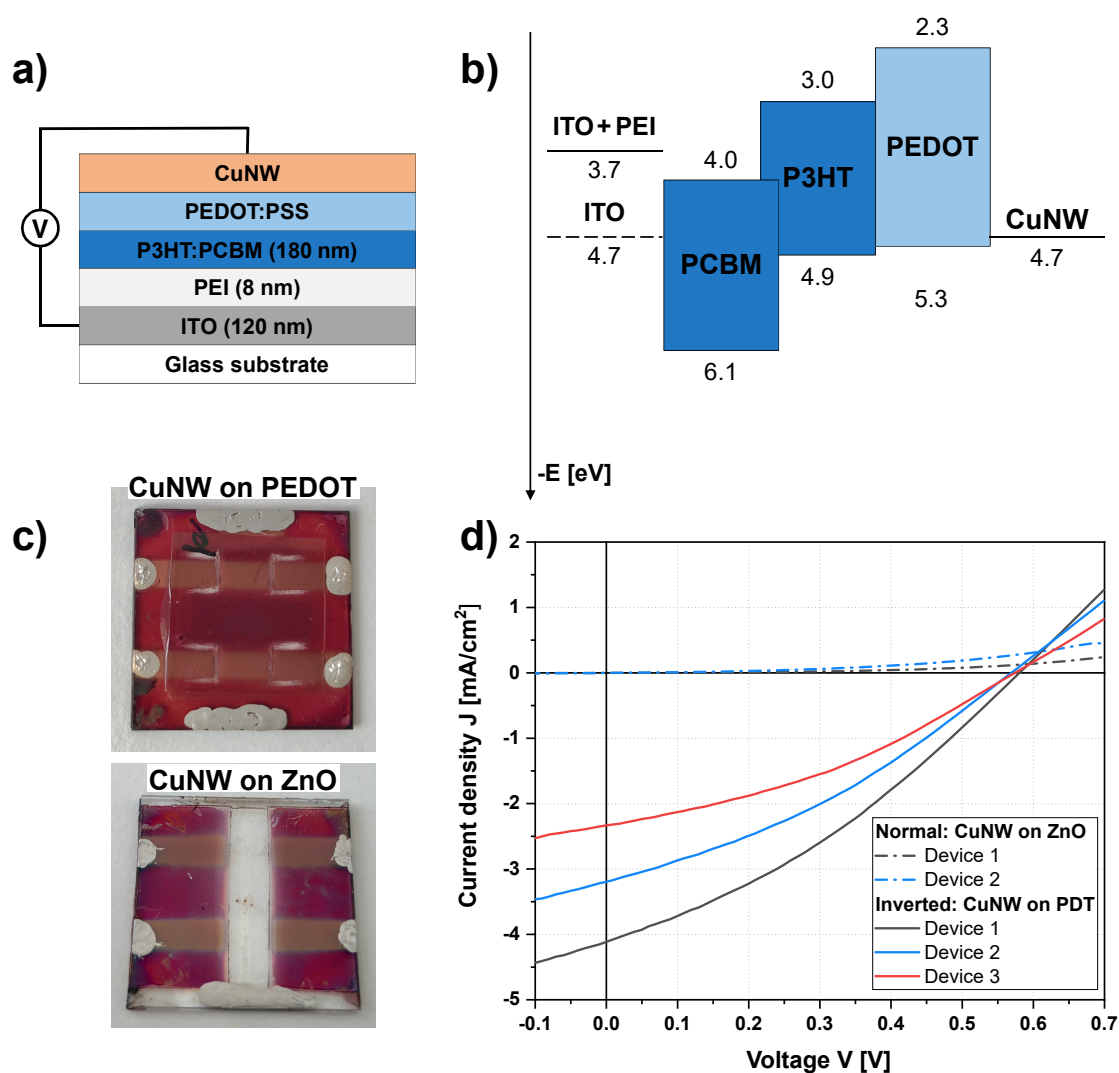 a)
CuNW
PEDOT:PSS
P3HT:PCBM (180 nm)
PEI (8 nm)
ITO (120 nm)
Glass substrate
V
b)
2.3
3.0
PEDOT
ITO + PEI
3.7
4.0
P3HT
ITO
4.7
PCBM
CuNW
4.7
4.9
5.3
6.1
-E [eV]
c)
CuNW on PEDOT
CuNW on ZnO
d)
Current density J [mA/cm²]
2
1
0
-1
-2
-3
-4
-5
-0.1 0.0 0.1 0.2 0.3 0.4 0.5 0.6 0.7
Voltage V [V]
Normal: CuNW on ZnO
Device 1
Device 2
Inverted: CuNW on PDT
Device 1
Device 2
Device 3